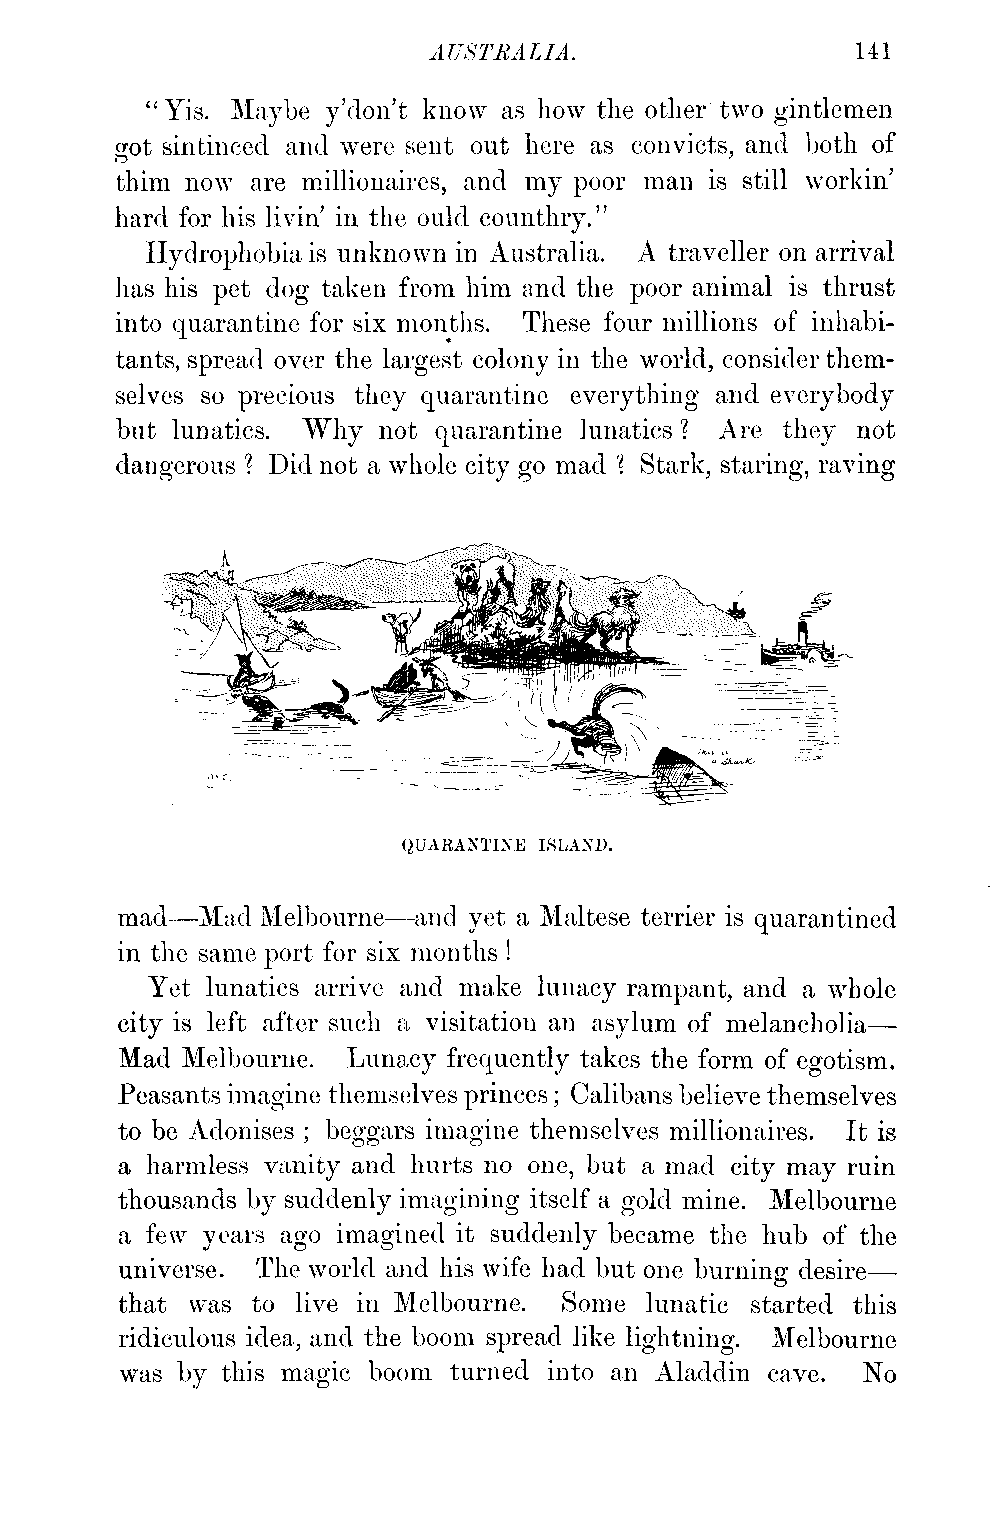 AUSTRALIA. 141
“Yis. Maybe y’don’t know as how the other two gintlemen
got sintinced and were sent out here as convicts, and both of
thim now are millionaires, and my poor man is still workin’
hard for his livin’ in the ould counthry.”
Hydrophobia is unknown in Australia. A traveller on arrival
has his pet dog taken from him and the poor animal is thrust
into quarantine for six months. These four millions of inhabi-
tants, spread over the largest colony in the world, consider them-
selves so precious they quarantine everything and everybody
but lunatics. Why not quarantine lunatics? Are they not
dangerous? Did not a whole city go mad? Stark, staring, raving
a Shark
QUARANTINE ISLAND.
mad—Mad Melbourne—and yet a Maltese terrier is quarantined
in the same port for six months!
Yet lunatics arrive and make lunacy rampant, and a whole
city is left after such a visitation an asylum of melancholia—
Mad Melbourne. Lunacy frequently takes the form of egotism.
Peasants imagine themselves princes; Calibans believe themselves
to be Adonises; beggars imagine themselves millionaires. It is
a harmless vanity and hurts no one, but a mad city may ruin
thousands by suddenly imagining itself a gold mine. Melbourne
a few years ago imagined it suddenly became the hub of the
universe. The world and his wife had but one burning desire—
that was to live in Melbourne. Some lunatic started this
ridiculous idea, and the boom spread like lightning. Melbourne
was by this magic boom turned into an Aladdin cave. No